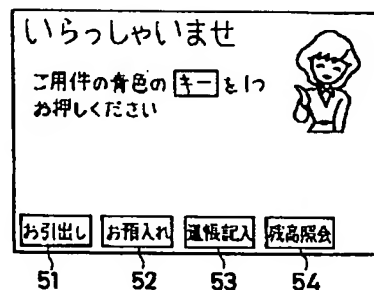 いらっしゃいませ
ご用件の青色の キー を1つ
お押しください
お引出し お預入れ 通帳記入 残高照会
51 52 53 54